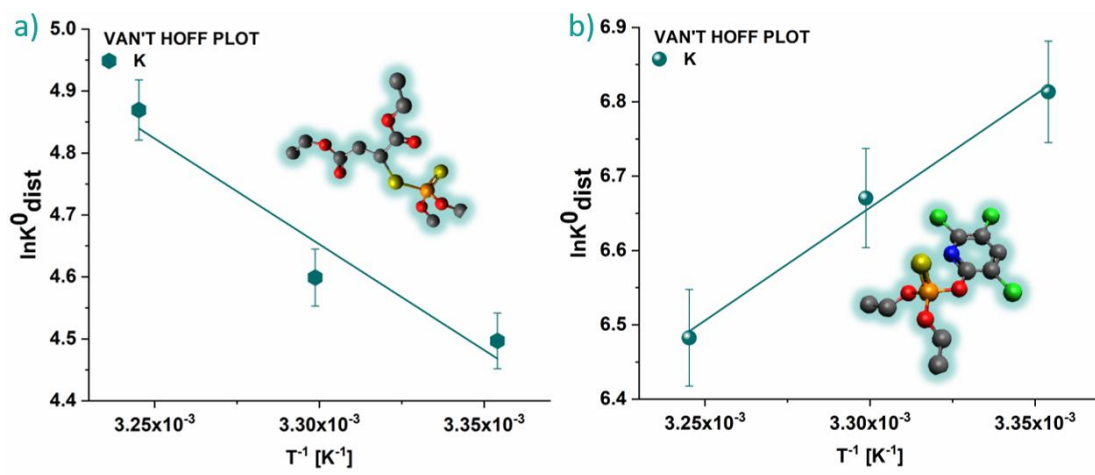 a)
VAN'T HOFF PLOT
K
lnK⁰dist
5.0
4.9
4.8
4.7
4.6
4.5
4.4
3.25x10⁻³
3.30x10⁻³
3.35x10⁻³
T⁻¹ [K⁻¹]
b)
VAN'T HOFF PLOT
K
lnK⁰dist
6.9
6.8
6.7
6.6
6.5
6.4
3.25x10⁻³
3.30x10⁻³
3.35x10⁻³
T⁻¹ [K⁻¹]